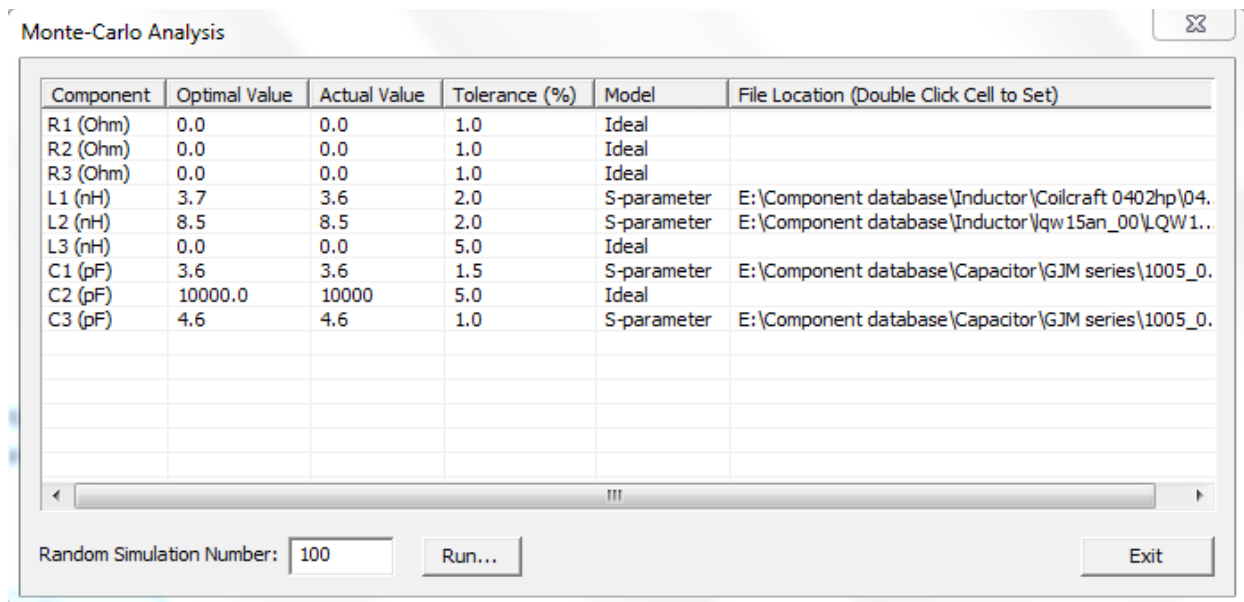 Monte-Carlo Analysis
Component Optimal Value Actual Value Tolerance (%) Model File Location (Double Click Cell to Set)
R1 (Ohm) 0.0 0.0 1.0 Ideal
R2 (Ohm) 0.0 0.0 1.0 Ideal
R3 (Ohm) 0.0 0.0 1.0 Ideal
L1 (nH) 3.7 3.6 2.0 S-parameter E:\Component database\Inductor\Coilcraft 0402hp\04..
L2 (nH) 8.5 8.5 2.0 S-parameter E:\Component database\Inductor\lqw15an_00\LQW1...
L3 (nH) 0.0 0.0 5.0 Ideal
C1 (pF) 3.6 3.6 1.5 S-parameter E:\Component database\Capacitor\GJM series\1005_0.
C2 (pF) 10000.0 10000 5.0 Ideal
C3 (pF) 4.6 4.6 1.0 S-parameter E:\Component database\Capacitor\GJM series\1005_0.
Random Simulation Number: 100 Run... Exit